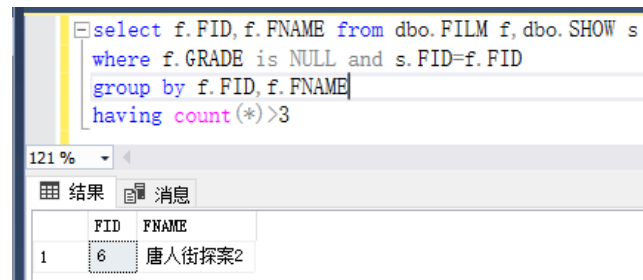 select f.FID,f.FNAME from dbo.FILM f,dbo.SHOW s
where f.GRADE is NULL and s.FID=f.FID
group by f.FID,f.FNAME
having count(*)>3
121 %
结果 消息
FID FNAME
1 6 唐人街探案2